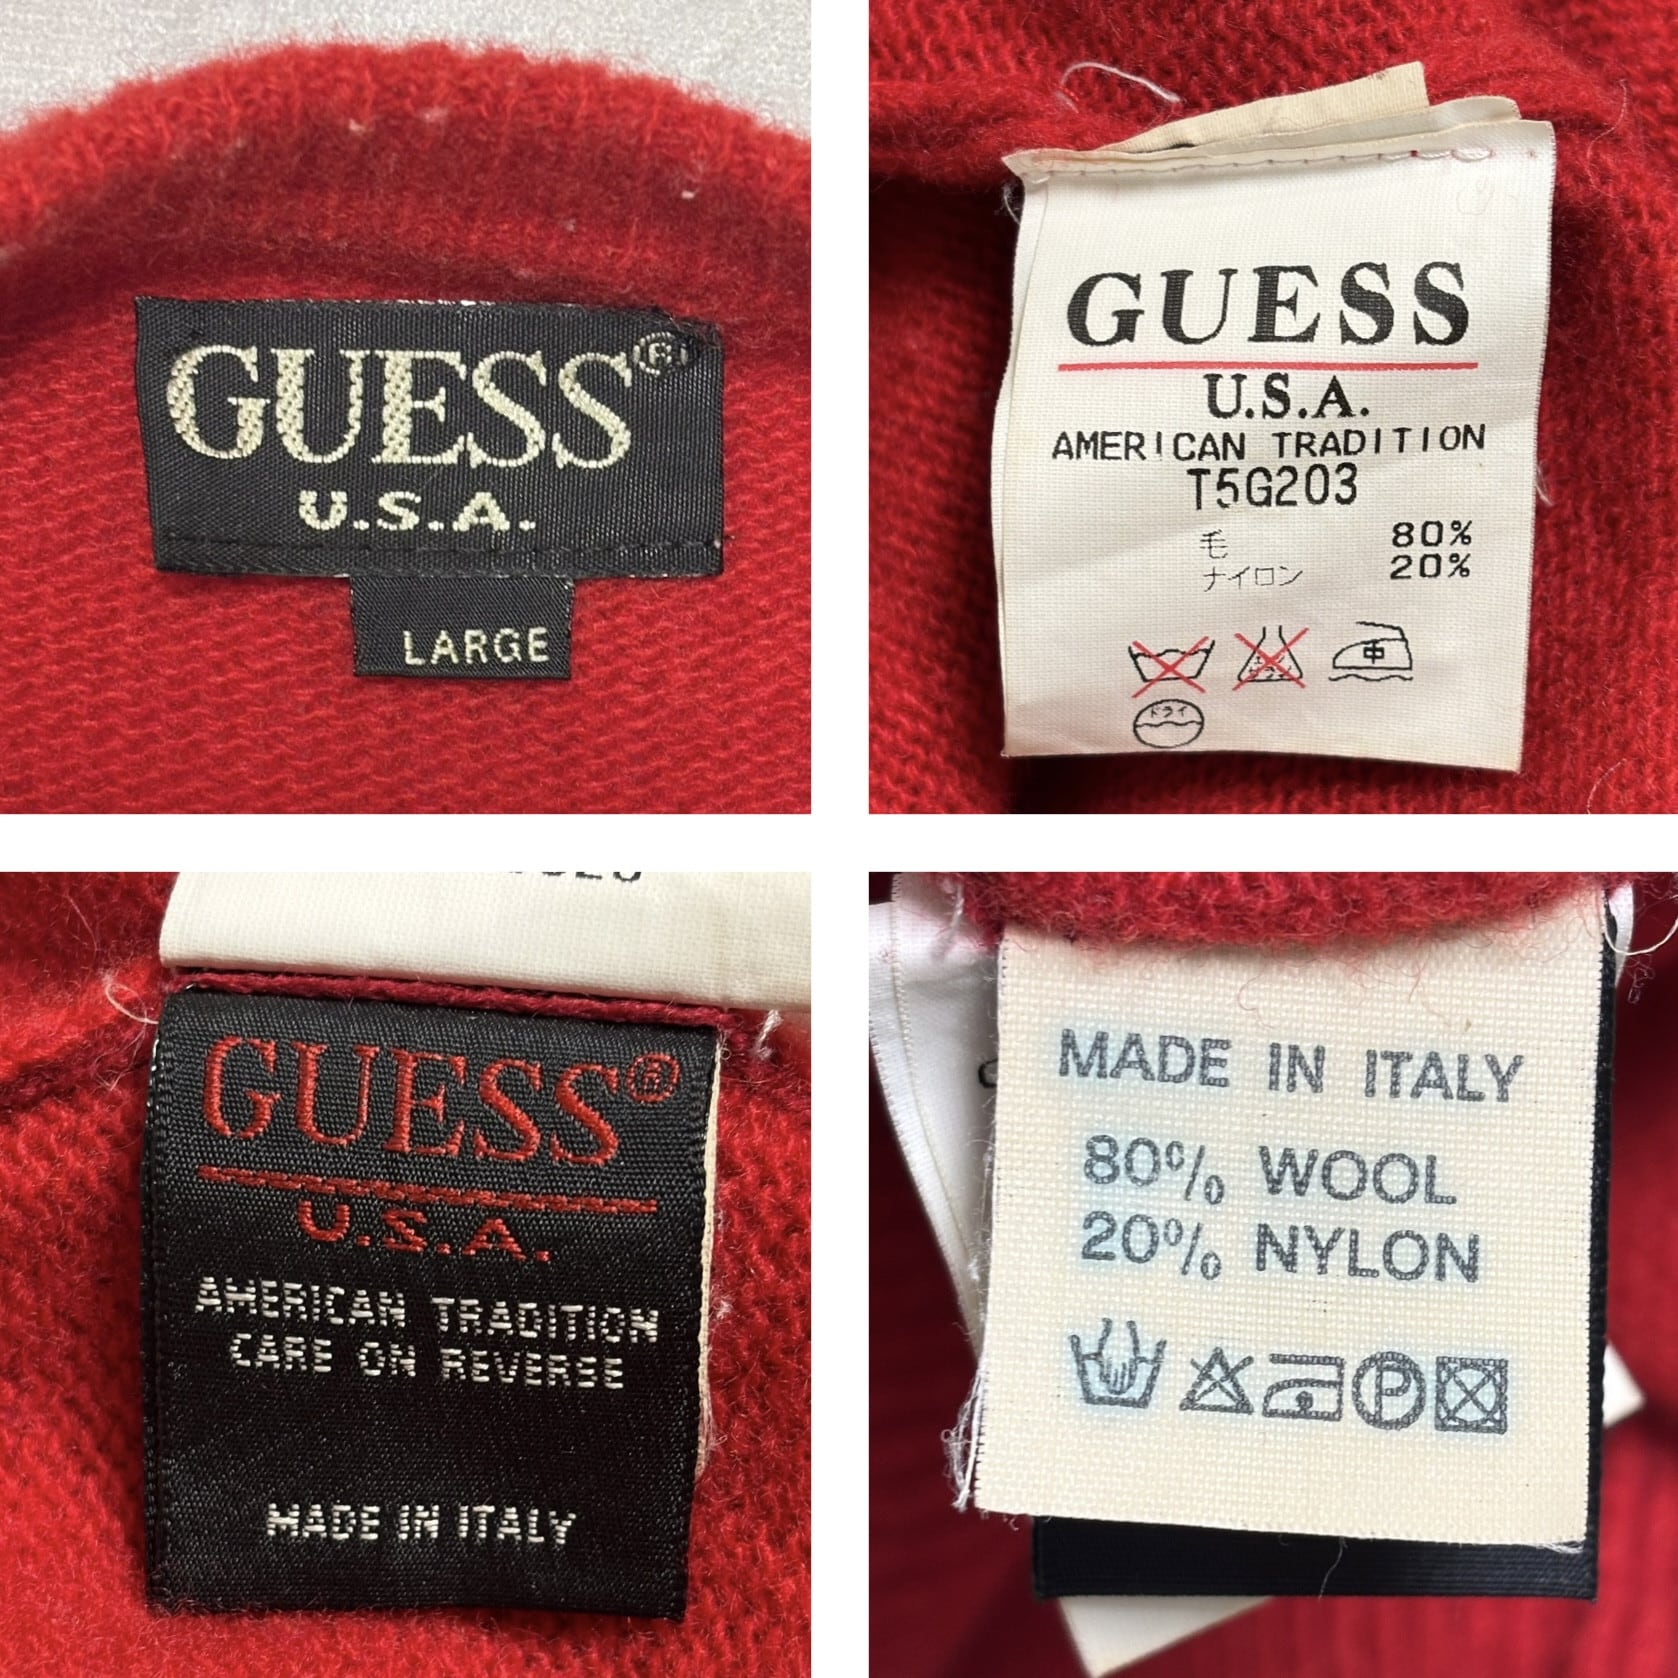 GUESS®
U.S.A.
LARGE
GUESS
U.S.A.
AMERICAN TRADITION
T5G203
毛 80%
ナイロン 20%
中
ドライ
GUESS®
U.S.A.
AMERICAN TRADITION
CARE ON REVERSE
MADE IN ITALY
MADE IN ITALY
80% WOOL
20% NYLON
P